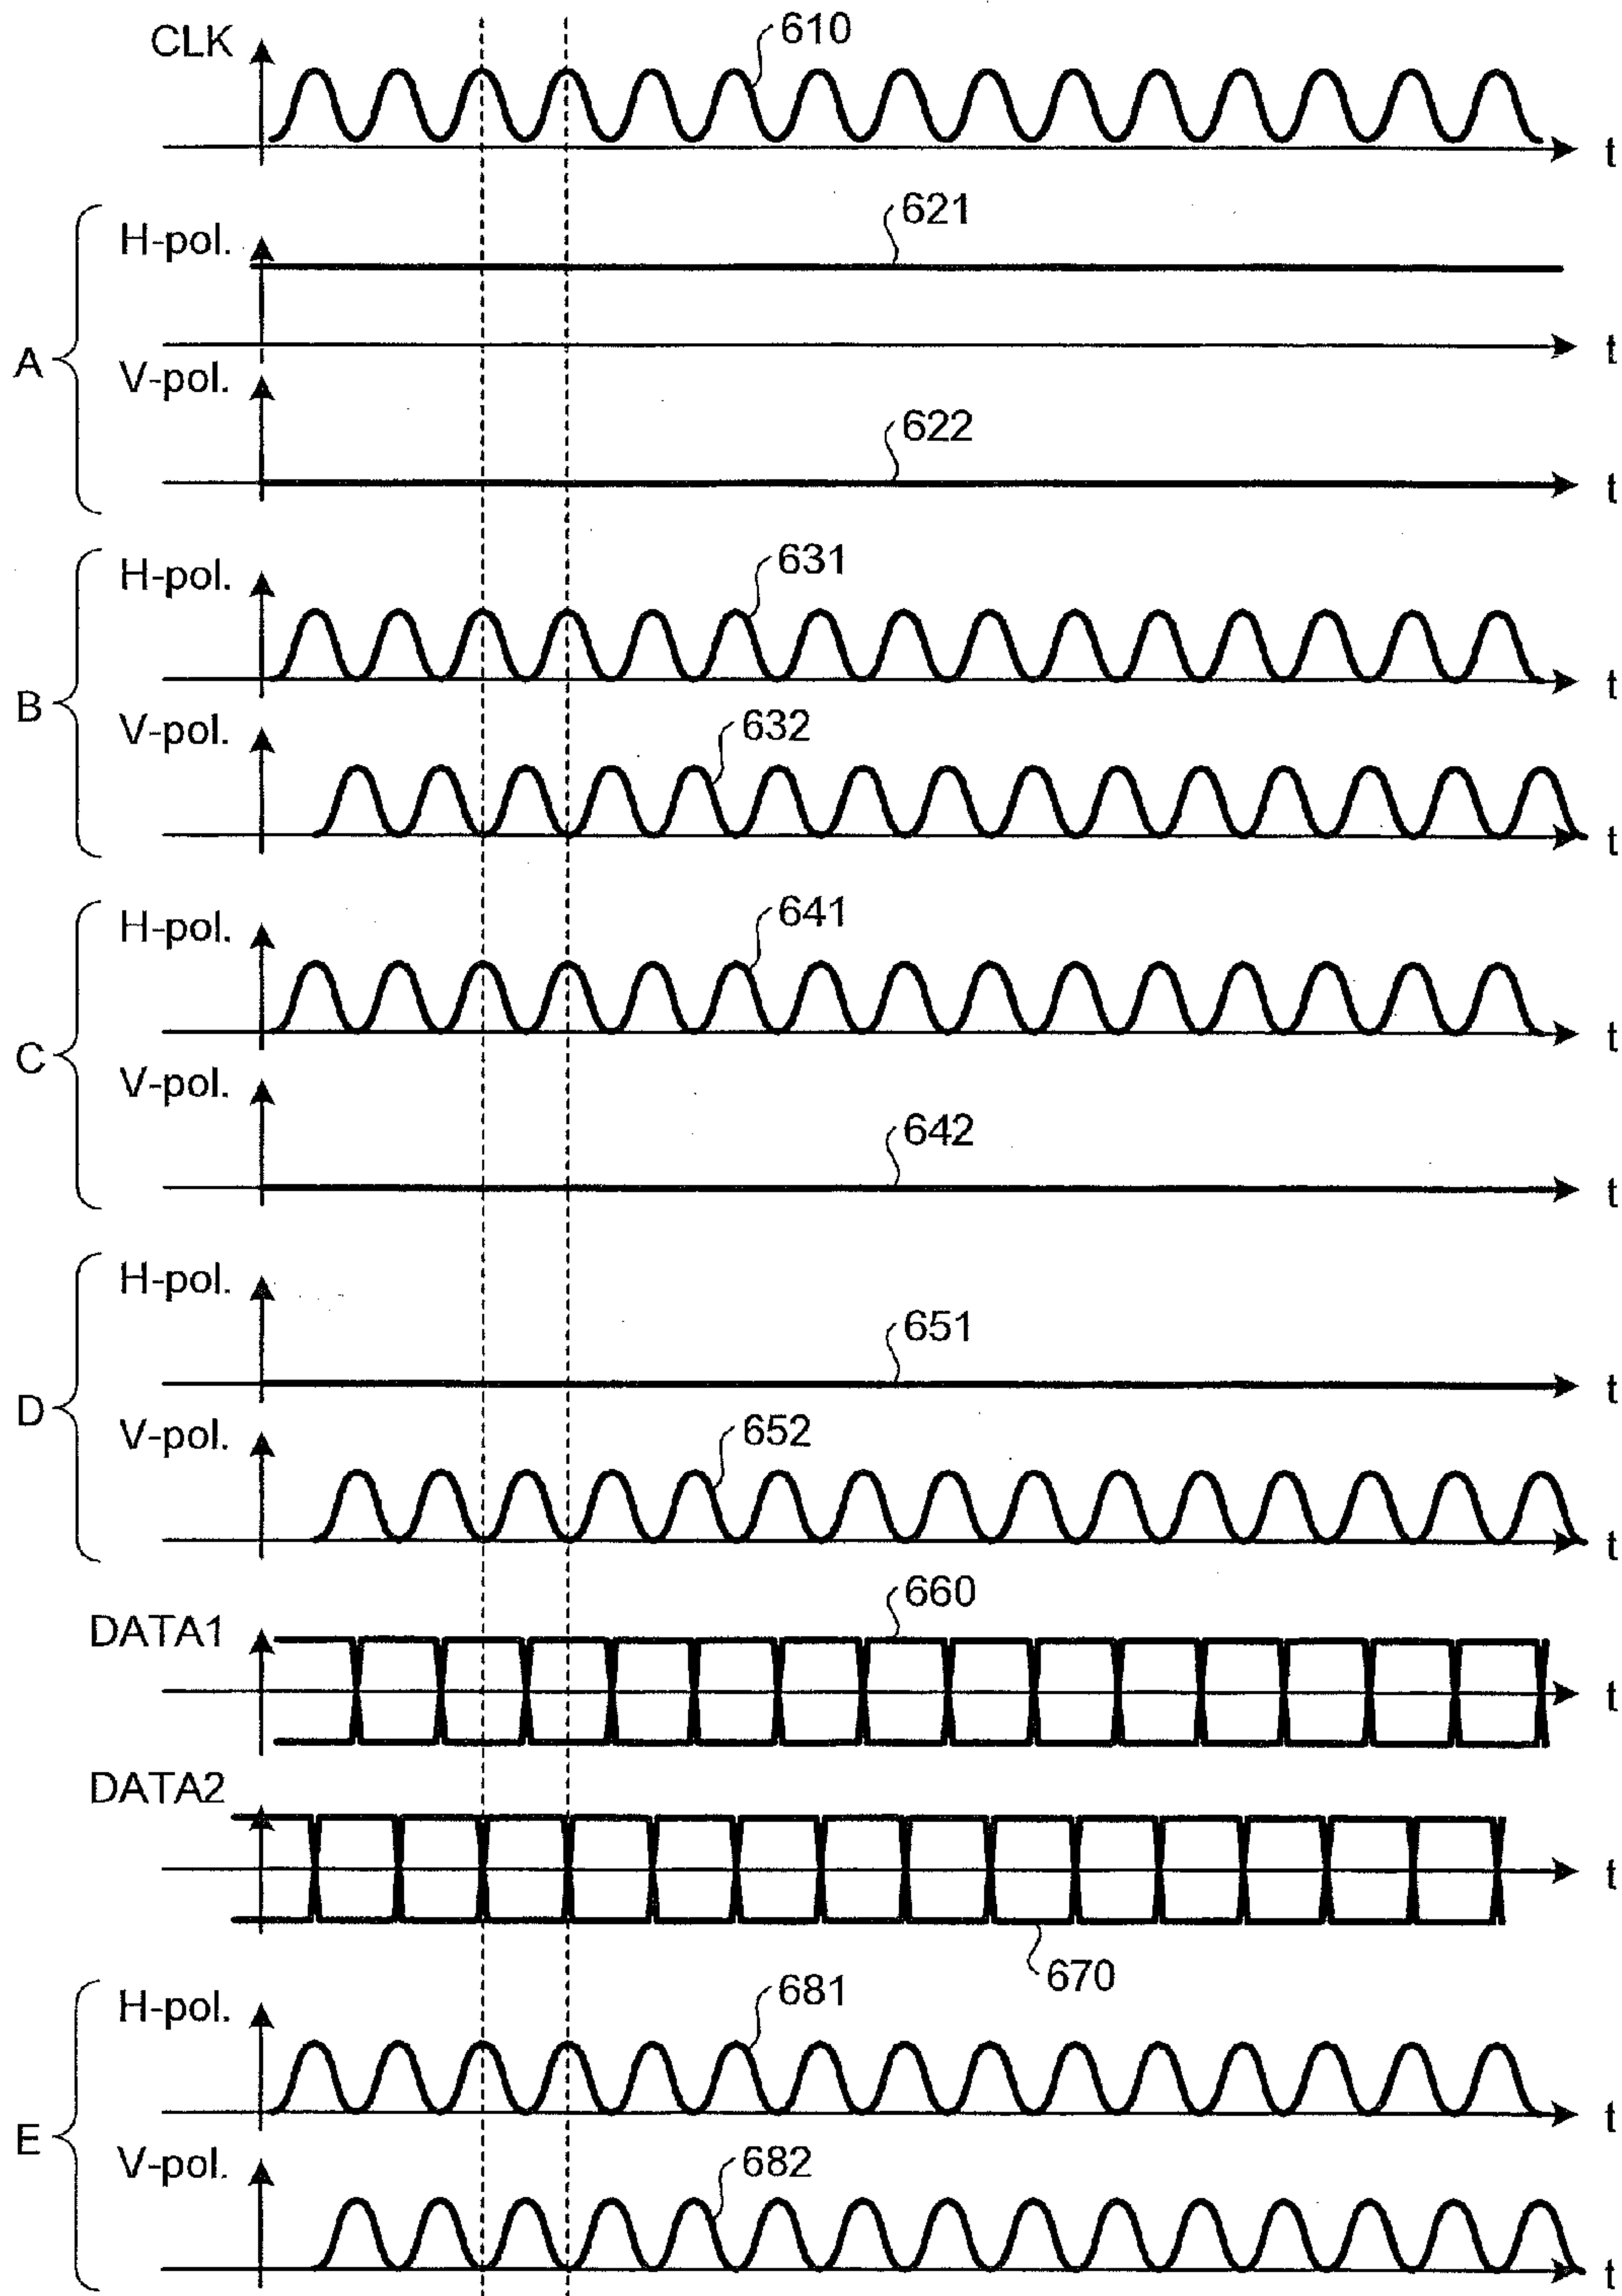 CLK
610
t
A
H-pol.
621
t
V-pol.
622
t
B
H-pol.
631
t
V-pol.
632
t
C
H-pol.
641
t
V-pol.
642
t
D
H-pol.
651
t
V-pol.
652
t
DATA1
660
t
DATA2
t
670
E
H-pol.
681
t
V-pol.
682
t